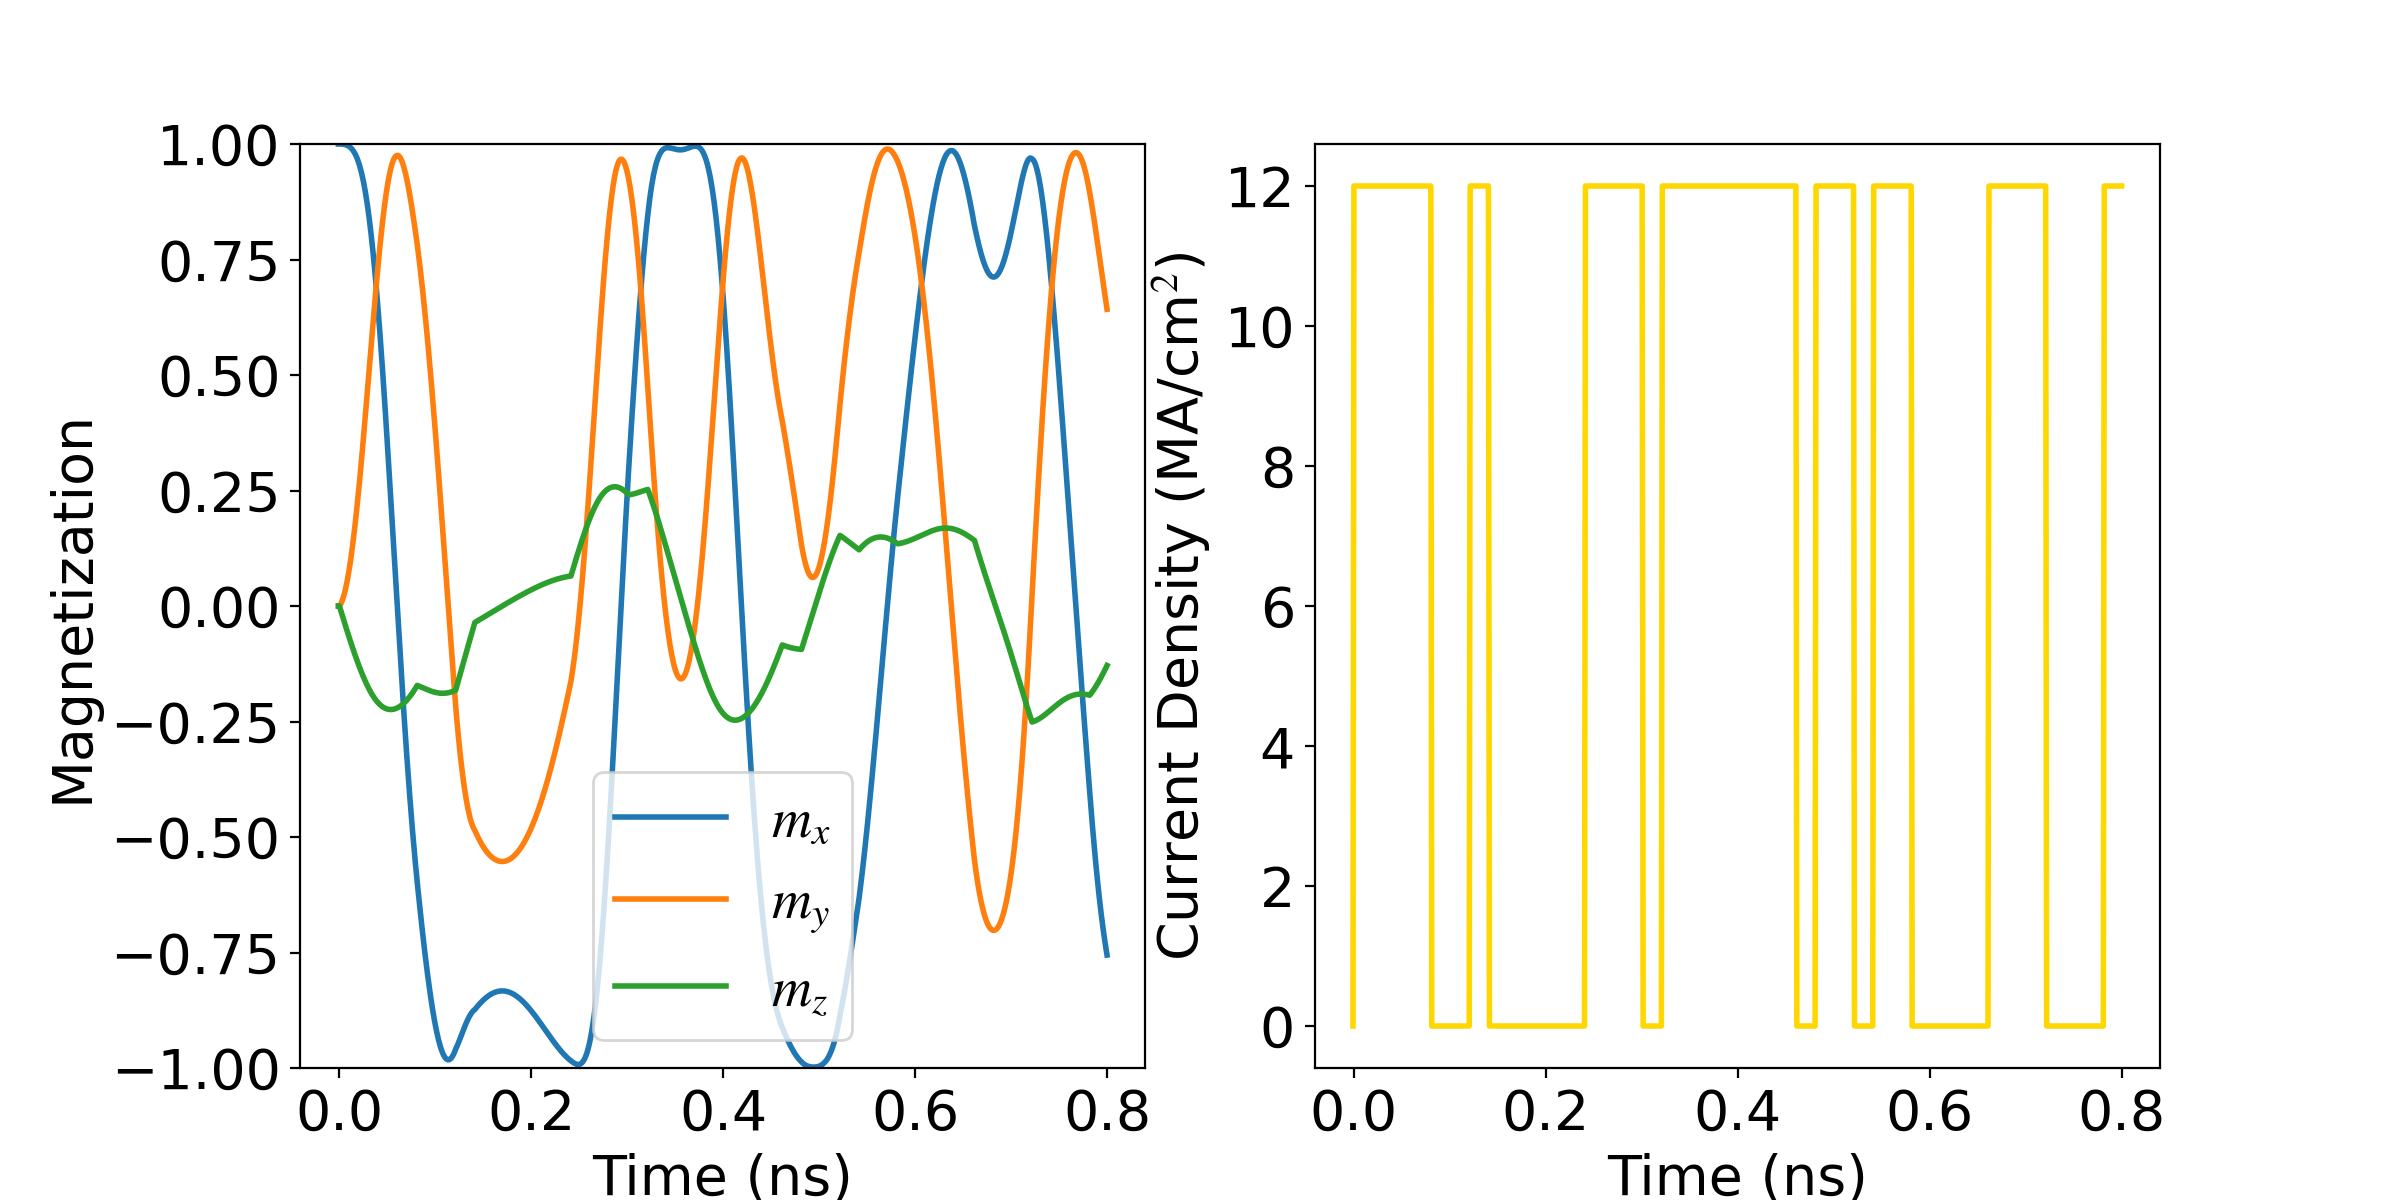 Magnetization
1.00
0.75
0.50
0.25
0.00
−0.25
−0.50
−0.75
−1.00
0.0 0.2 0.4 0.6 0.8
Time (ns)
m_x
m_y
m_z
Current Density (MA/cm²)
12
10
8
6
4
2
0
0.0 0.2 0.4 0.6 0.8
Time (ns)